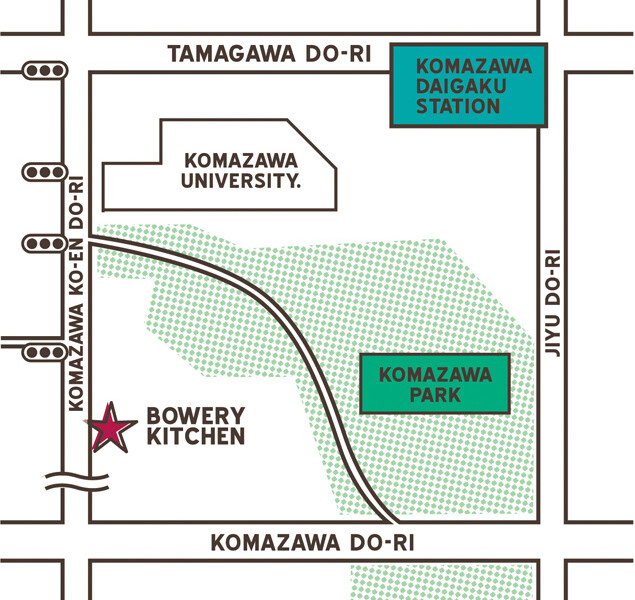 TAMAGAWA DO-RI
KOMAZAWA
DAIGAKU
STATION
KOMAZAWA
UNIVERSITY.
KOMAZAWA KO-EN DO-RI
JIYU DO-RI
KOMAZAWA
PARK
BOWERY
KITCHEN
KOMAZAWA DO-RI